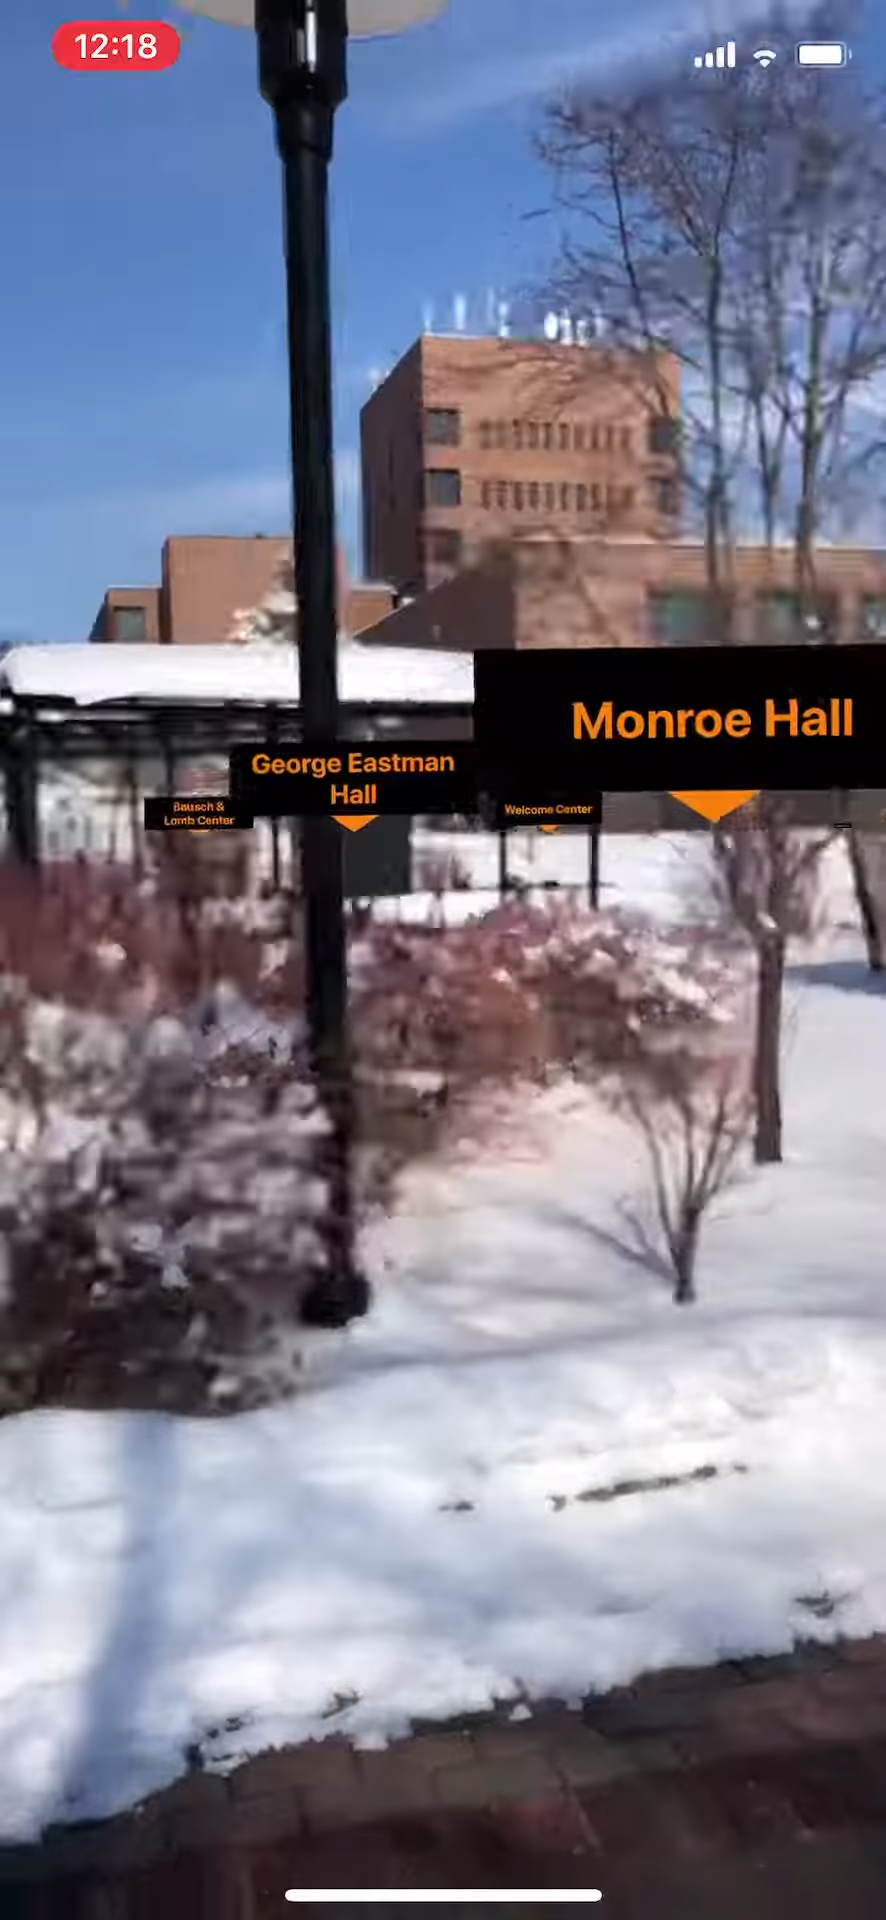 12:18
Monroe Hall
George Eastman
Hall
Bausch &
Lomb Center
Welcome Center